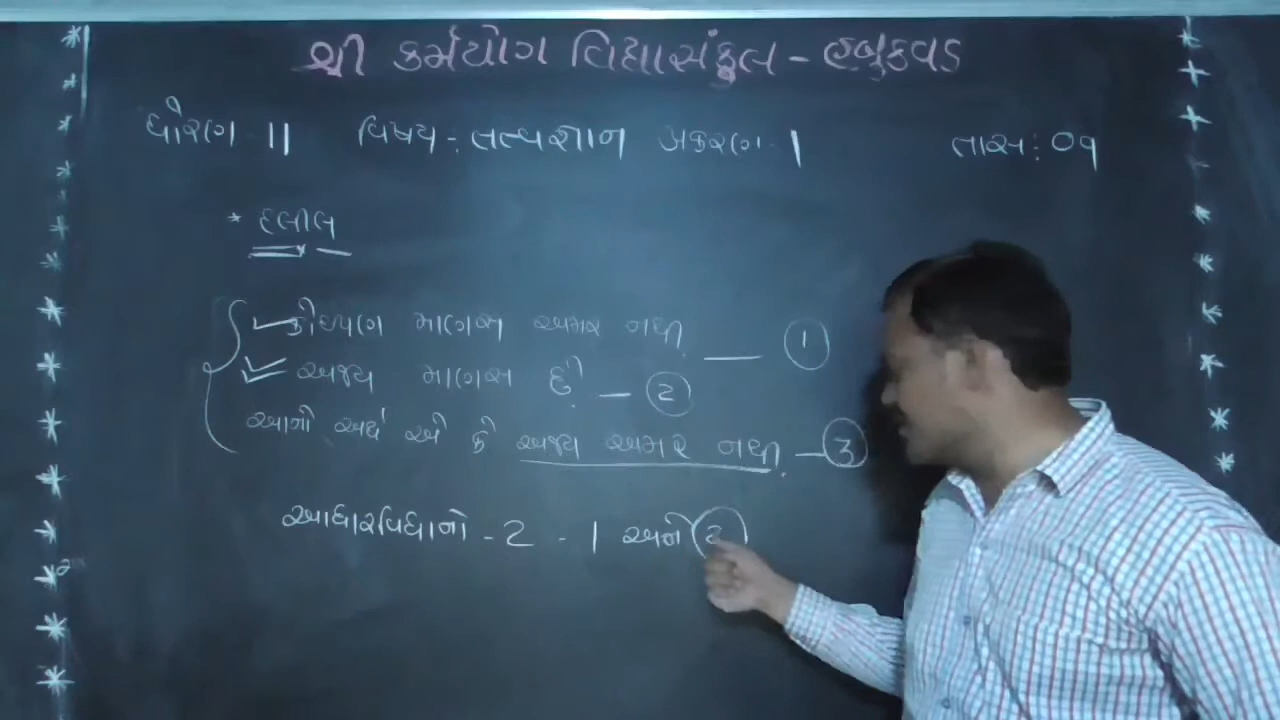 શ્રી કર્મયોગ વિદ્યાસંકુલ - હબુકવડ
ધોરણ - 11 વિષય : તત્વજ્ઞાન પ્રકરણ - 1 તાસ : 01
* દલીલ
કોઈપણ માણસ અમર નથી. — 1
અજય માણસ છે. — 2
આનો અર્થ એ કે અજય અમર નથી. — 3
આધારવિધાનો - 2 - 1 અને 2